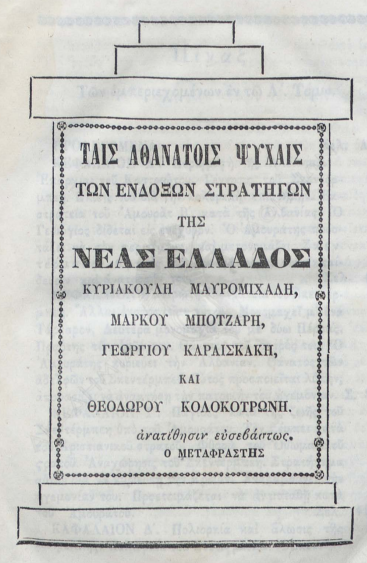 ΤΑΙΣ ΑΘΑΝΑΤΟΙΣ ΨΥΧΑΙΣ
ΤΩΝ ΕΝΔΟΞΩΝ ΣΤΡΑΤΗΓΩΝ
ΤΗΣ
ΝΕΑΣ ΕΛΛΑΔΟΣ
ΚΥΡΙΑΚΟΥΛΗ ΜΑΥΡΟΜΙΧΑΛΗ,
ΜΑΡΚΟΥ ΜΠΟΤΖΑΡΗ,
ΓΕΩΡΓΙΟΥ ΚΑΡΑΙΣΚΑΚΗ,
ΚΑΙ
ΘΕΟΔΩΡΟΥ ΚΟΛΟΚΟΤΡΩΝΗ.
ἀνατίθησιν εὐσεβάστως.
Ο ΜΕΤΑΦΡΑΣΤΗΣ